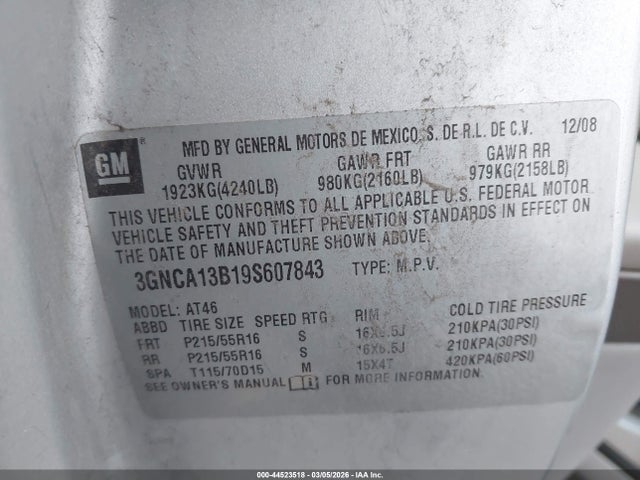 GM
MFD BY GENERAL MOTORS DE MEXICO, S. DE R.L. DE C.V. 12/08
GVWR GAWR FRT GAWR RR
1923KG(4240LB) 980KG(2160LB) 979KG(2158LB)
THIS VEHICLE CONFORMS TO ALL APPLICABLE U.S. FEDERAL MOTOR
VEHICLE SAFETY AND THEFT PREVENTION STANDARDS IN EFFECT ON
THE DATE OF MANUFACTURE SHOWN ABOVE.
3GNCA13B19S607843 TYPE: M.P.V.
MODEL: AT46
ABBD TIRE SIZE SPEED RTG RIM COLD TIRE PRESSURE
FRT P215/55R16 S 16X6.5J 210KPA(30PSI)
RR P215/55R16 S 16X6.5J 210KPA(30PSI)
SPA T115/70D15 M 15X4T 420KPA(60PSI)
SEE OWNER'S MANUAL FOR MORE INFORMATION.
000-44523518 - 03/05/2026 - IAA Inc.